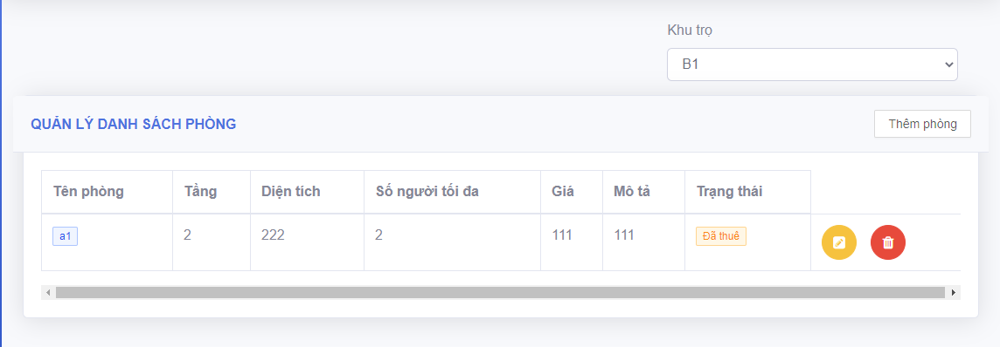 Khu trọ
B1
QUẢN LÝ DANH SÁCH PHÒNG
Thêm phòng
Tên phòng Tầng Diện tích Số người tối đa Giá Mô tả Trạng thái
a1 2 222 2 111 111 Đã thuê